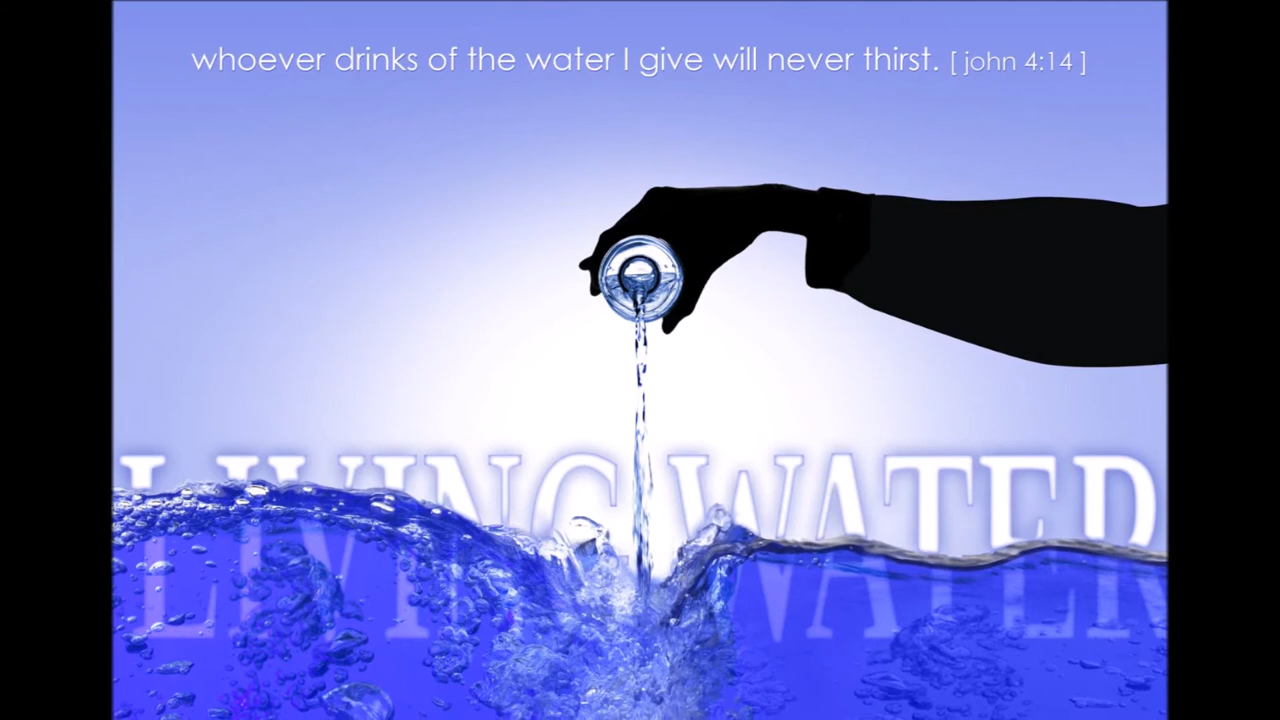 whoever drinks of the water I give will never thirst. [ john 4:14 ]
LIVING WATER